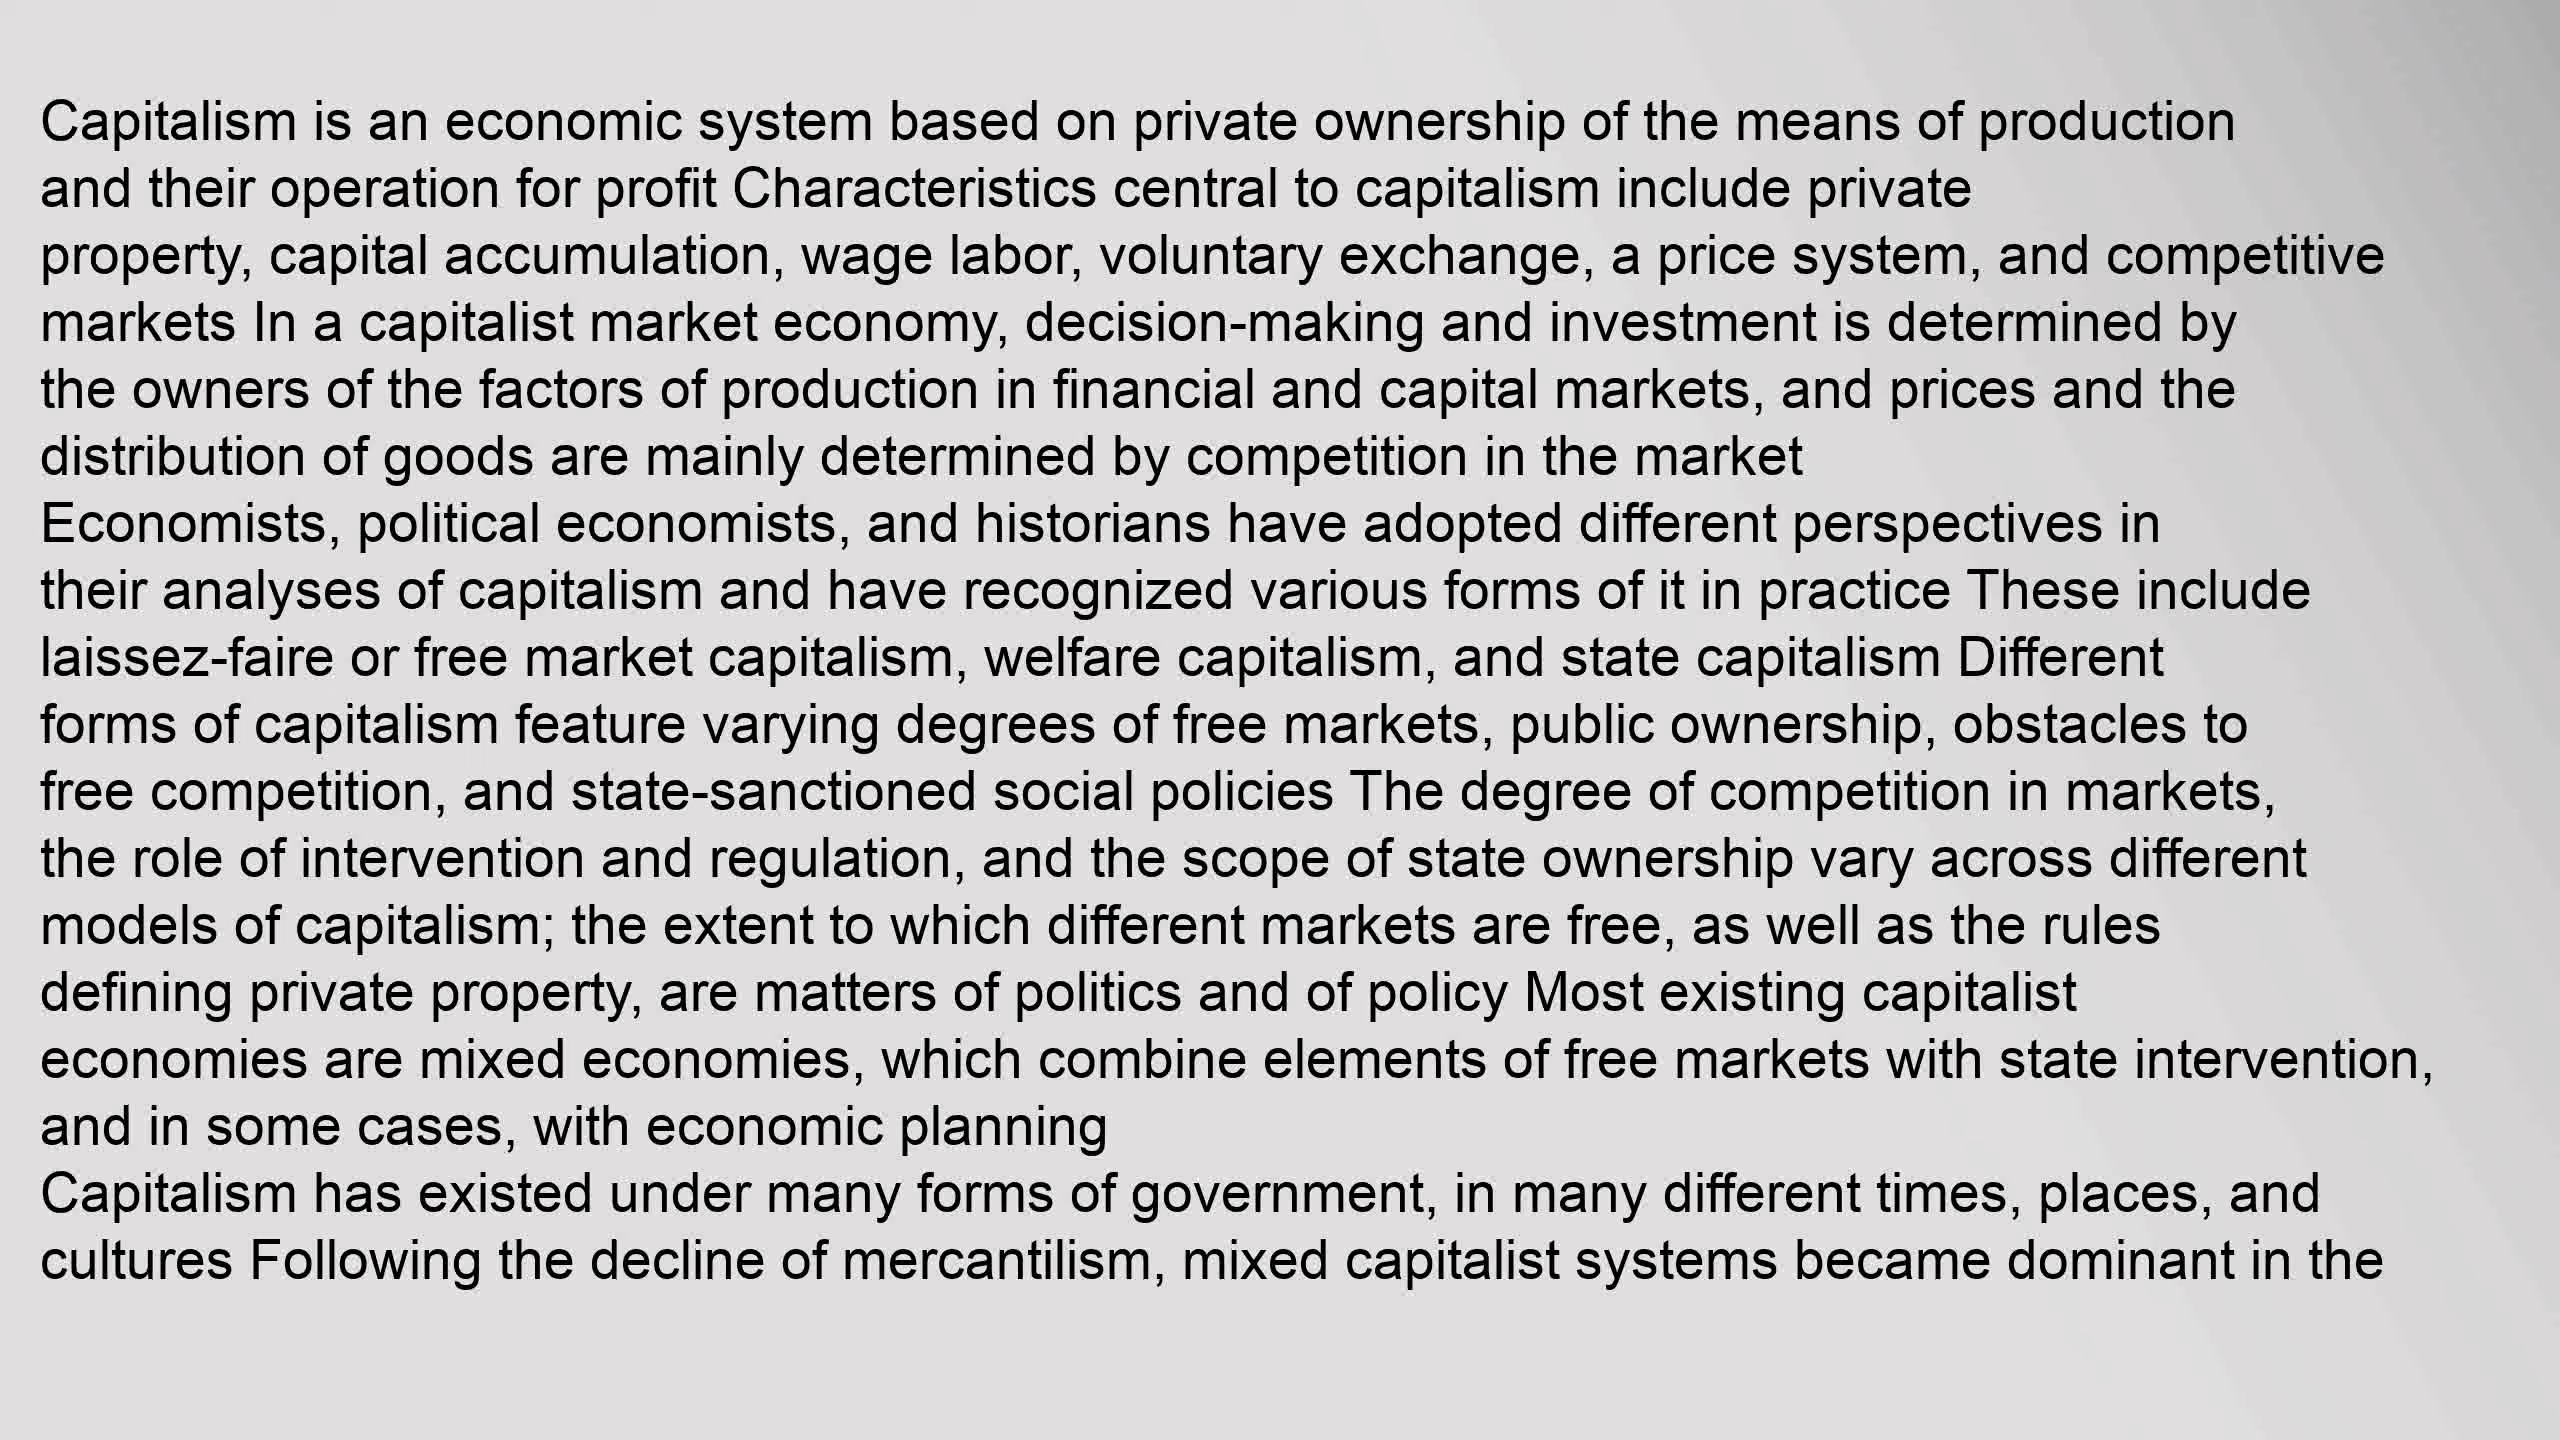 Capitalism is an economic system based on private ownership of the means of production
and their operation for profit Characteristics central to capitalism include private
property, capital accumulation, wage labor, voluntary exchange, a price system, and competitive
markets In a capitalist market economy, decision-making and investment is determined by
the owners of the factors of production in financial and capital markets, and prices and the
distribution of goods are mainly determined by competition in the market
Economists, political economists, and historians have adopted different perspectives in
their analyses of capitalism and have recognized various forms of it in practice These include
laissez-faire or free market capitalism, welfare capitalism, and state capitalism Different
forms of capitalism feature varying degrees of free markets, public ownership, obstacles to
free competition, and state-sanctioned social policies The degree of competition in markets,
the role of intervention and regulation, and the scope of state ownership vary across different
models of capitalism; the extent to which different markets are free, as well as the rules
defining private property, are matters of politics and of policy Most existing capitalist
economies are mixed economies, which combine elements of free markets with state intervention,
and in some cases, with economic planning
Capitalism has existed under many forms of government, in many different times, places, and
cultures Following the decline of mercantilism, mixed capitalist systems became dominant in the